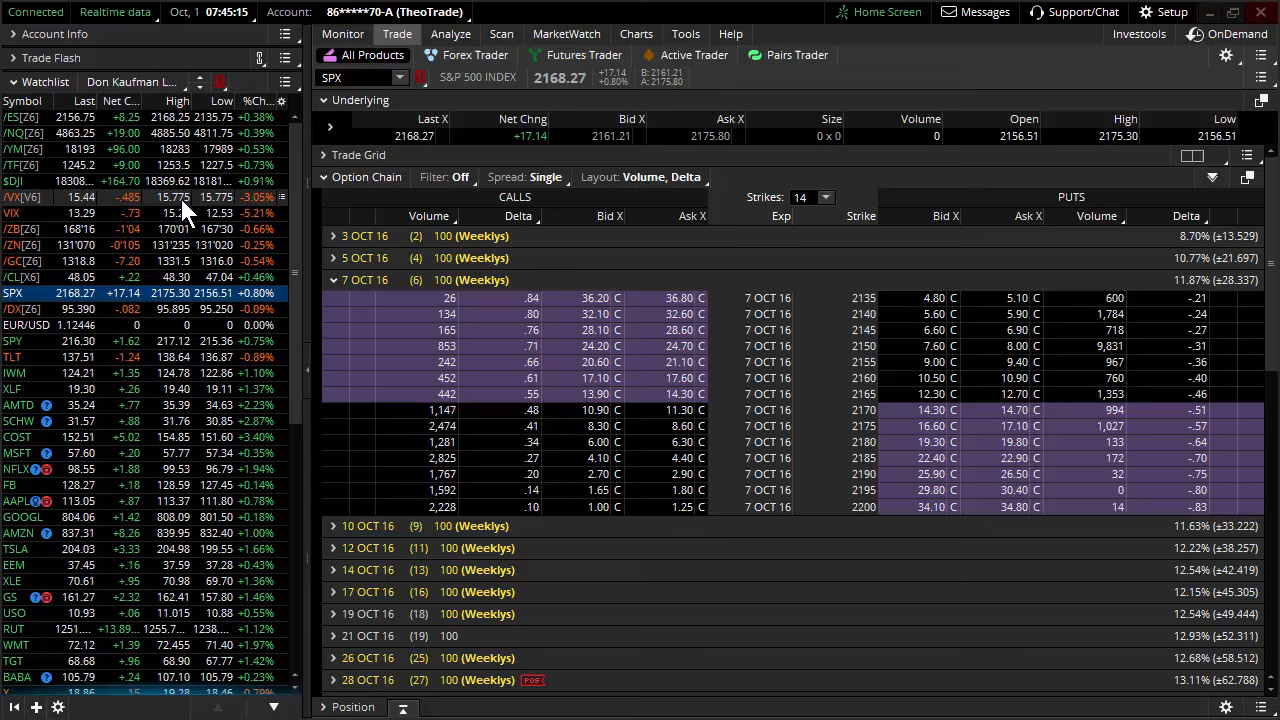 Connected Realtime data Oct, 1 07:45:15 Account: 86*****70-A (TheoTrade) Home Screen Messages Support/Chat Setup
Account Info
Trade Flash
Watchlist Don Kaufman L...
Symbol Last Net C... High Low %Ch...
/ES[Z6] 2156.75 +8.25 2168.25 2135.75 +0.38%
/NQ[Z6] 4863.25 +19.00 4885.50 4811.75 +0.39%
/YM[Z6] 18193 +96.00 18283 17989 +0.53%
/TF[Z6] 1245.2 +9.00 1253.5 1227.5 +0.73%
$DJI 18308... +164.70 18369.62 18181... +0.91%
/VX[V6] 15.44 -.485 15.775 15.775 -3.05%
VIX 13.29 -.73 12.53 -5.21%
/ZB[Z6] 168'16 -1'04 170'01 167'30 -0.66%
/ZN[Z6] 131'070 -0'105 131'235 131'020 -0.25%
/GC[Z6] 1318.8 -7.20 1331.5 1316.0 -0.54%
/CL[X6] 48.05 +.22 48.30 47.04 +0.46%
SPX 2168.27 +17.14 2175.30 2156.51 +0.80%
/DX[Z6] 95.390 -.082 95.895 95.250 -0.09%
EUR/USD 1.12446 0 0 0 0.00%
SPY 216.30 +1.62 217.12 215.36 +0.75%
TLT 137.51 -1.24 138.64 136.87 -0.89%
IWM 124.21 +1.35 124.78 122.86 +1.10%
XLF 19.30 +.26 19.40 19.11 +1.37%
AMTD 35.24 +.77 35.39 34.63 +2.23%
SCHW 31.57 +.88 31.76 30.85 +2.87%
COST 152.51 +5.02 154.85 151.60 +3.40%
MSFT 57.60 +.20 57.77 57.34 +0.35%
NFLX 98.55 +1.88 99.53 96.79 +1.94%
FB 128.27 +.18 128.59 127.45 +0.14%
AAPL 113.05 +.87 113.37 111.80 +0.78%
GOOGL 804.06 +1.42 808.09 801.50 +0.18%
AMZN 837.31 +8.26 839.95 832.40 +1.00%
TSLA 204.03 +3.33 204.98 199.55 +1.66%
EEM 37.45 +.16 37.59 37.21 +0.43%
XLE 70.61 +.95 70.98 69.70 +1.36%
GS 161.27 +2.32 162.41 157.80 +1.46%
USO 10.93 +.06 11.015 10.88 +0.55%
RUT 1251.... +13.89... 1255.7... 1238.... +1.12%
WMT 72.12 +1.39 72.455 71.40 +1.97%
TGT 68.68 +.96 68.90 67.77 +1.42%
BABA 105.79 +.24 107.10 105.79 +0.23%
Monitor Trade Analyze Scan MarketWatch Charts Tools Help Investools OnDemand
All Products Forex Trader Futures Trader Active Trader Pairs Trader
SPX S&P 500 INDEX 2168.27 +17.14 +0.80% B: 2161.21 A: 2175.80
Underlying
Last X Net Chng Bid X Ask X Size Volume Open High Low
2168.27 +17.14 2161.21 2175.80 0 x 0 0 2156.51 2175.30 2156.51
Trade Grid
Option Chain Filter: Off Spread: Single Layout: Volume, Delta
CALLS Strikes: 14 PUTS
Volume Delta Bid X Ask X Exp Strike Bid X Ask X Volume Delta
3 OCT 16 (2) 100 (Weeklys) 8.70% (±13.529)
5 OCT 16 (4) 100 (Weeklys) 10.77% (±21.697)
7 OCT 16 (6) 100 (Weeklys) 11.87% (±28.337)
26 .84 36.20 C 36.80 C 7 OCT 16 2135 4.80 C 5.10 C 600 -.21
134 .80 32.10 C 32.60 C 7 OCT 16 2140 5.60 C 5.90 C 1,784 -.24
165 .76 28.10 C 28.60 C 7 OCT 16 2145 6.60 C 6.90 C 718 -.27
853 .71 24.20 C 24.70 C 7 OCT 16 2150 7.60 C 8.00 C 9,831 -.31
242 .66 20.60 C 21.10 C 7 OCT 16 2155 9.00 C 9.40 C 967 -.36
452 .61 17.10 C 17.60 C 7 OCT 16 2160 10.50 C 10.90 C 760 -.40
442 .55 13.90 C 14.30 C 7 OCT 16 2165 12.30 C 12.70 C 1,353 -.46
1,147 .48 10.90 C 11.30 C 7 OCT 16 2170 14.30 C 14.70 C 994 -.51
2,474 .41 8.30 C 8.60 C 7 OCT 16 2175 16.60 C 17.10 C 1,027 -.57
1,281 .34 6.00 C 6.30 C 7 OCT 16 2180 19.30 C 19.80 C 133 -.64
2,825 .27 4.10 C 4.40 C 7 OCT 16 2185 22.40 C 22.90 C 172 -.70
1,767 .20 2.70 C 2.90 C 7 OCT 16 2190 25.90 C 26.50 C 32 -.75
1,592 .14 1.65 C 1.80 C 7 OCT 16 2195 29.80 C 30.40 C 0 -.80
2,228 .10 1.00 C 1.25 C 7 OCT 16 2200 34.10 C 34.80 C 14 -.83
10 OCT 16 (9) 100 (Weeklys) 11.63% (±33.222)
12 OCT 16 (11) 100 (Weeklys) 12.22% (±38.257)
14 OCT 16 (13) 100 (Weeklys) 12.54% (±42.419)
17 OCT 16 (16) 100 (Weeklys) 12.15% (±45.305)
19 OCT 16 (18) 100 (Weeklys) 12.54% (±49.444)
21 OCT 16 (19) 100 12.93% (±52.311)
26 OCT 16 (25) 100 (Weeklys) 12.68% (±58.512)
28 OCT 16 (27) 100 (Weeklys) 13.11% (±62.788)
Position